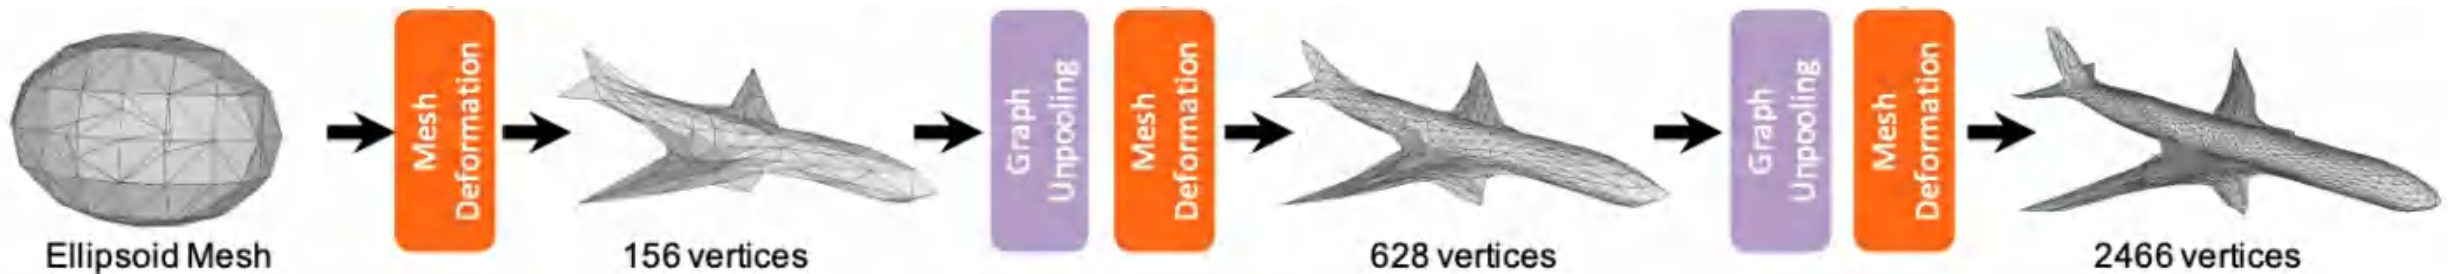 Ellipsoid Mesh
Mesh
Deformation
156 vertices
Graph
Unpooling
Mesh
Deformation
628 vertices
Graph
Unpooling
Mesh
Deformation
2466 vertices